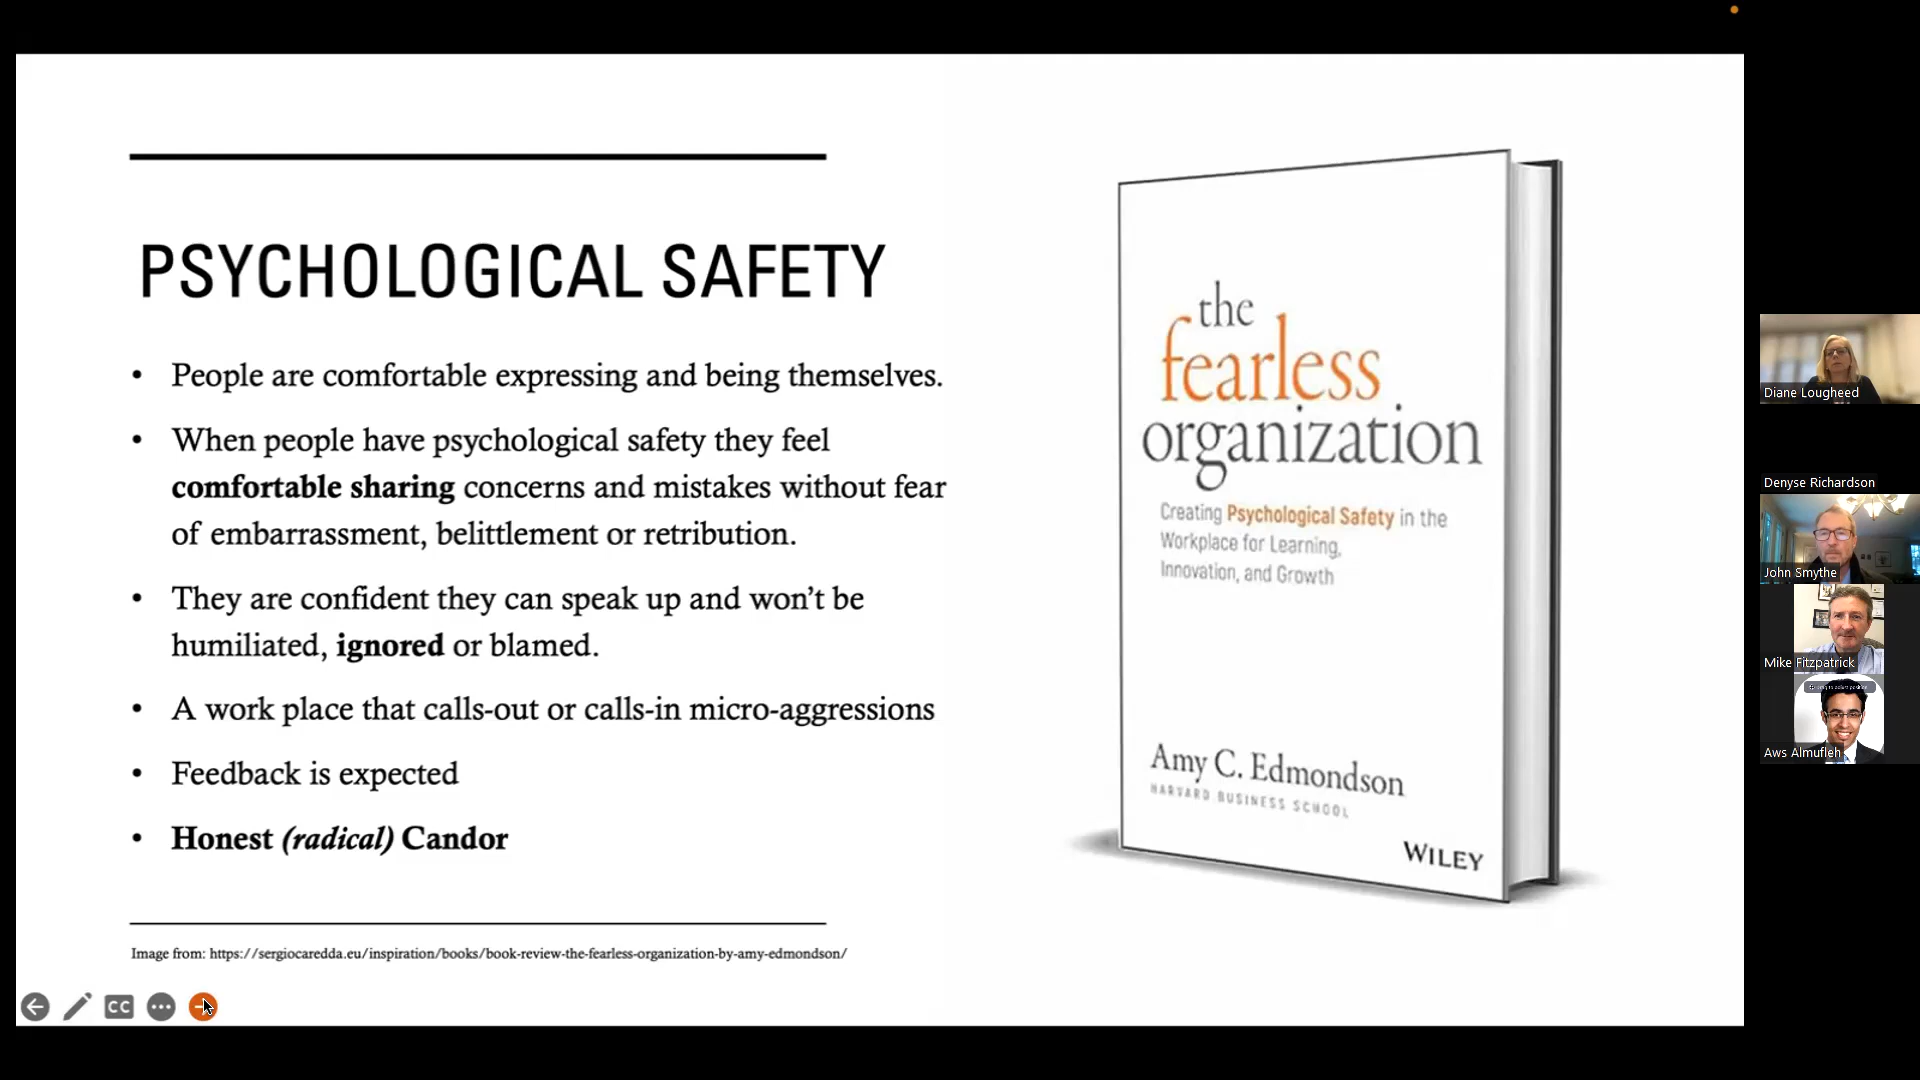 PSYCHOLOGICAL SAFETY
• People are comfortable expressing and being themselves.
• When people have psychological safety they feel
comfortable sharing concerns and mistakes without fear
of embarrassment, belittlement or retribution.
• They are confident they can speak up and won't be
humiliated, ignored or blamed.
• A work place that calls-out or calls-in micro-aggressions
• Feedback is expected
• Honest (radical) Candor
Image from: https://sergiocaredda.eu/inspiration/books/book-review-the-fearless-organization-by-amy-edmondson/
CC
the
fearless
organization
Creating Psychological Safety in the
Workplace for Learning,
Innovation, and Growth
Amy C. Edmondson
HARVARD BUSINESS SCHOOL
WILEY
Diane Lougheed
Denyse Richardson
John Smythe
Mike Fitzpatrick
Aws Almufleh